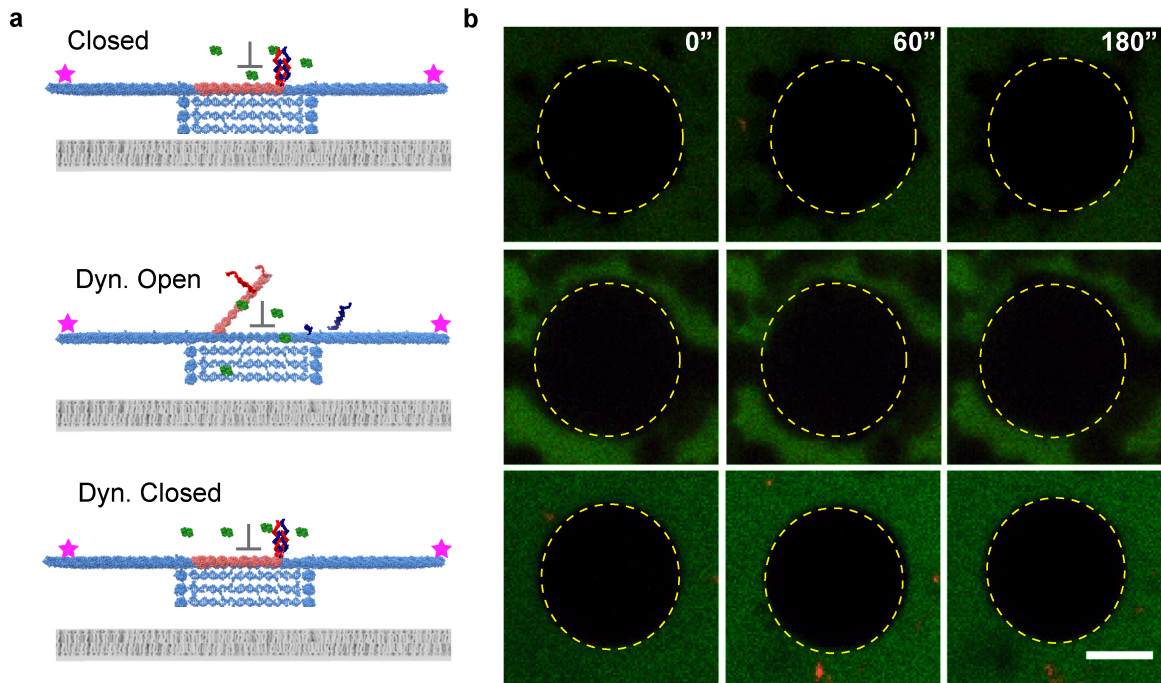 a
b
Closed
0”
60”
180”
Dyn. Open
Dyn. Closed